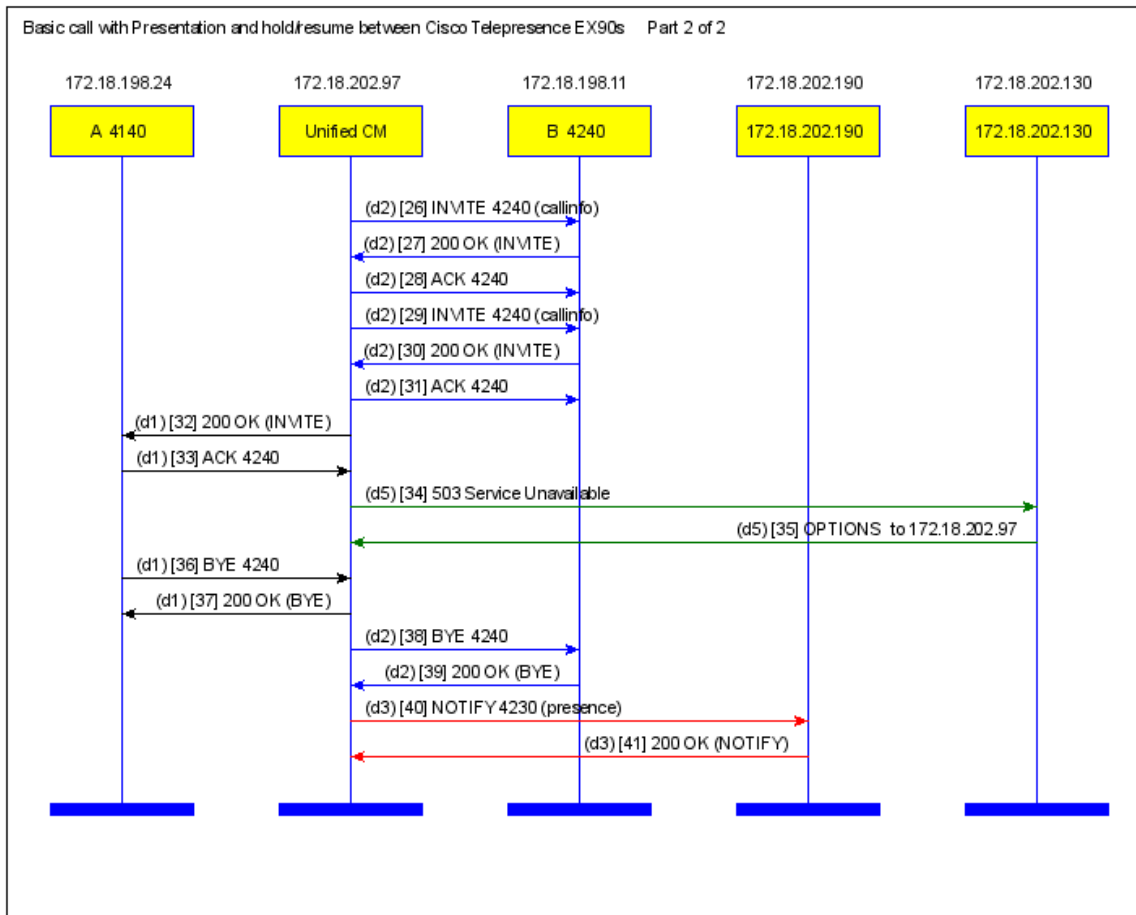 Basic call with Presentation and hold/resume between Cisco Telepresence EX90s Part 2 of 2
172.18.198.24 172.18.202.97 172.18.198.11 172.18.202.190 172.18.202.130
A 4140 Unified CM B 4240 172.18.202.190 172.18.202.130
(d2) [26] INVITE 4240 (callinfo)
(d2) [27] 200 OK (INVITE)
(d2) [28] ACK 4240
(d2) [29] INVITE 4240 (callinfo)
(d2) [30] 200 OK (INVITE)
(d2) [31] ACK 4240
(d1) [32] 200 OK (INVITE)
(d1) [33] ACK 4240
(d5) [34] 503 Service Unavailable
(d5) [35] OPTIONS to 172.18.202.97
(d1) [36] BYE 4240
(d1) [37] 200 OK (BYE)
(d2) [38] BYE 4240
(d2) [39] 200 OK (BYE)
(d3) [40] NOTIFY 4230 (presence)
(d3) [41] 200 OK (NOTIFY)